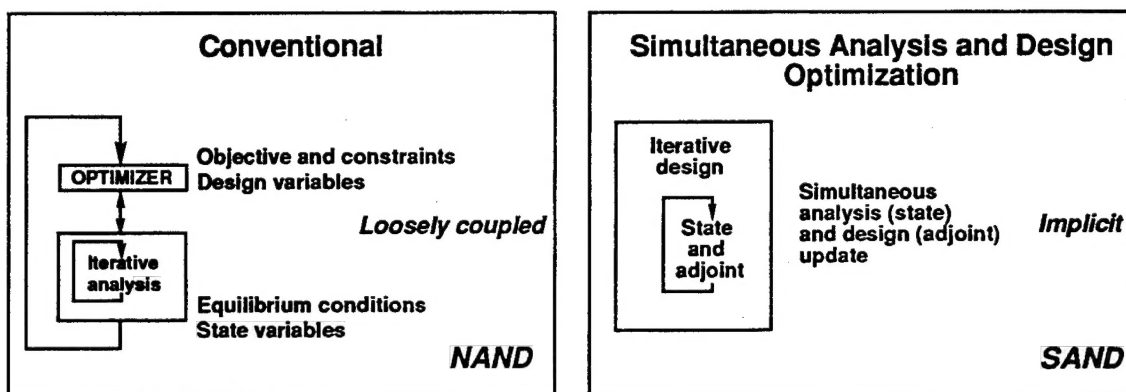 Conventional
OPTIMIZER
Objective and constraints
Design variables
Loosely coupled
Iterative
analysis
Equilibrium conditions
State variables
NAND
Simultaneous Analysis and Design
Optimization
Iterative
design
State
and
adjoint
Simultaneous
analysis (state)
and design (adjoint)
update
Implicit
SAND